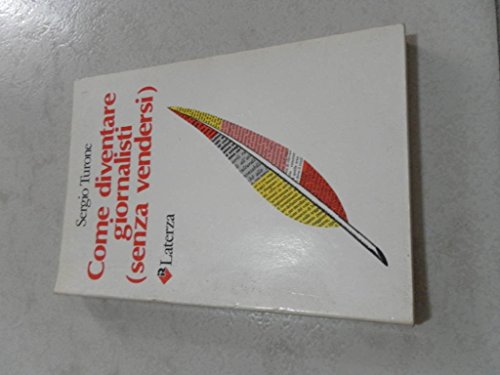 Sergio Turone
Come diventare
giornalisti
(senza vendersi)
Laterza